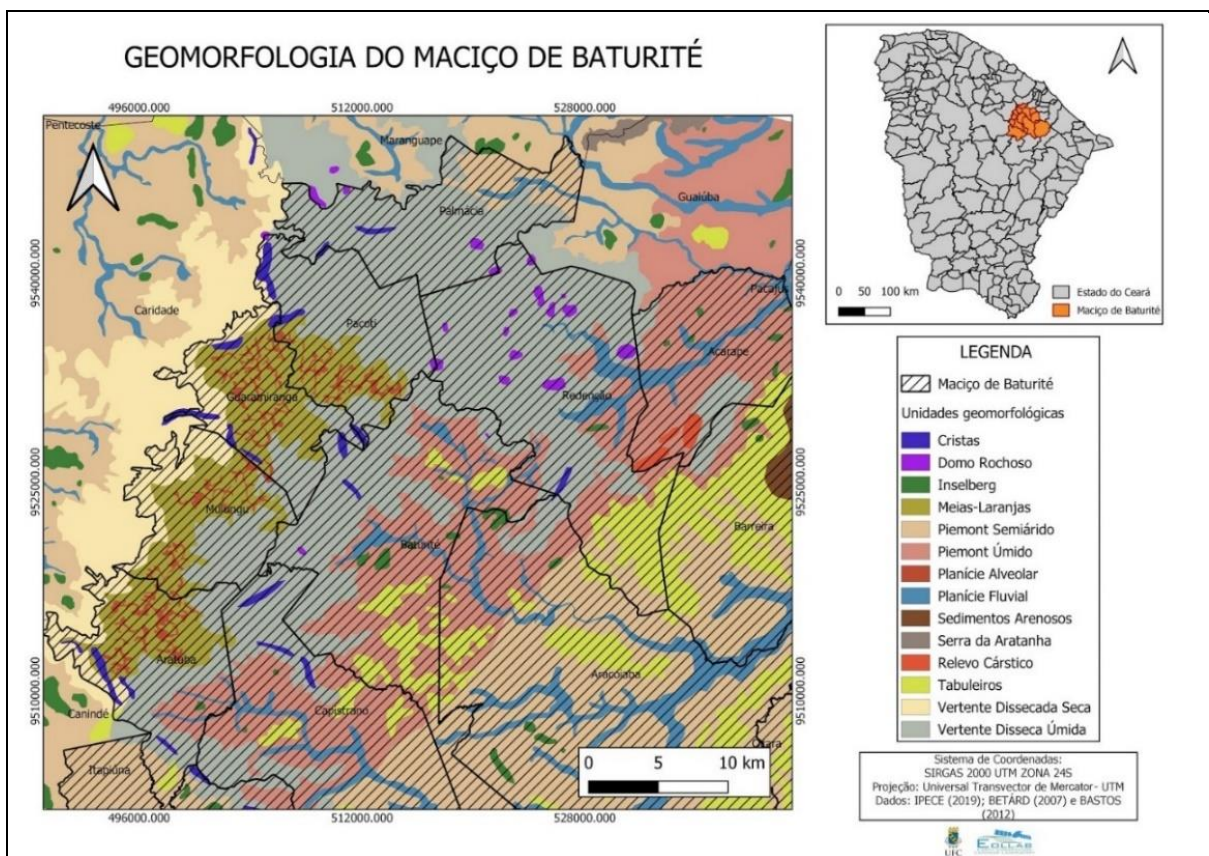 GEOMORFOLOGIA DO MACIÇO DE BATURITÉ
496000.000
512000.000
528000.000
9540000.000
9525000.000
9510000.000
9540000.000
9525000.000
9510000.000
Pentecoste
Maranguape
Guaiúba
Palmácia
Pacajus
Caridade
Pacoti
Acarape
Guaramiranga
Redenção
Mulungu
Baturité
Barreira
Aratuba
Aracoiaba
Canindé
Capistrano
Ocara
Itapiúna
0 5 10 km
496000.000
512000.000
528000.000
0 50 100 km
Estado do Ceará
Maciço de Baturité
LEGENDA
Maciço de Baturité
Unidades geomorfológicas
Cristas
Domo Rochoso
Inselberg
Meias-Laranjas
Piemont Semiárido
Piemont Úmido
Planície Alveolar
Planície Fluvial
Sedimentos Arenosos
Serra da Aratanha
Relevo Cárstico
Tabuleiros
Vertente Dissecada Seca
Vertente Disseca Úmida
Sistema de Coordenadas:
SIRGAS 2000 UTM ZONA 24S
Projeção: Universal Transvector de Mercator- UTM
Dados: IPECE (2019); BETÁRD (2007) e BASTOS
(2012)
UFC